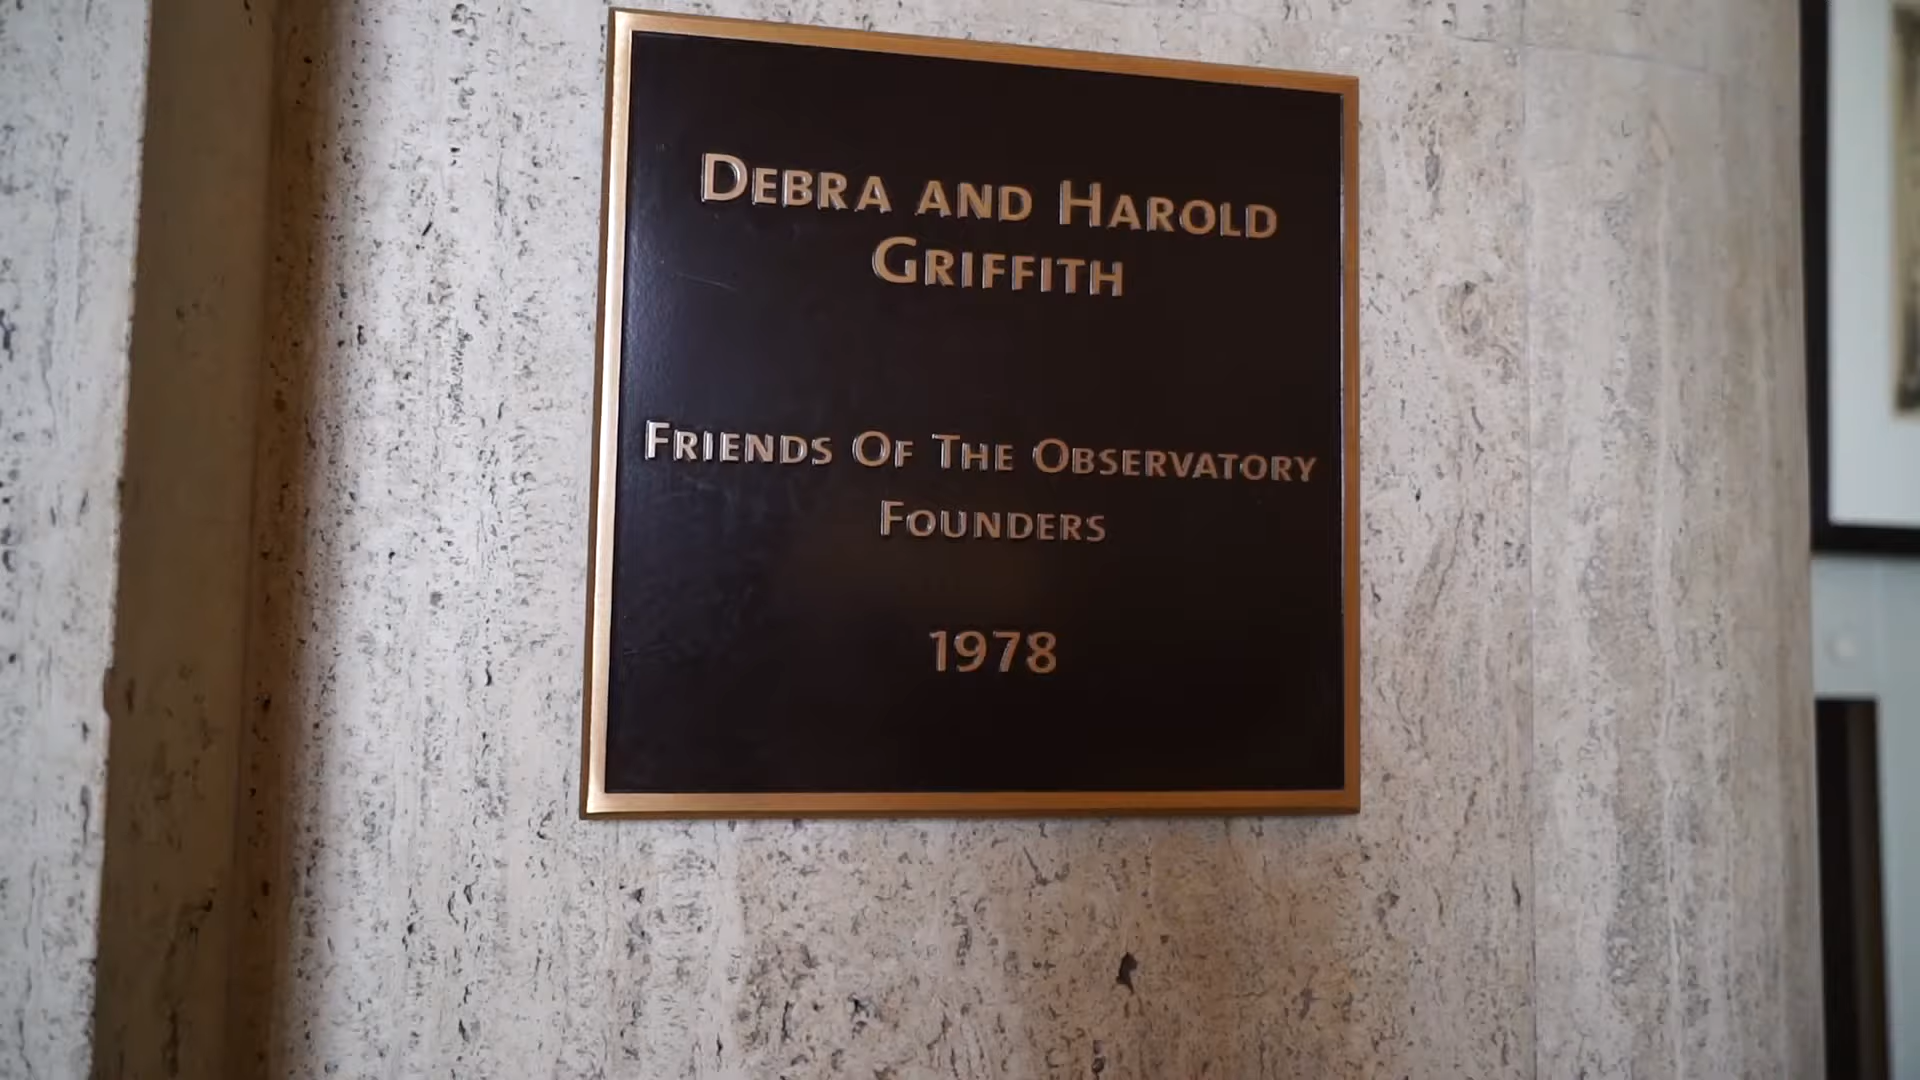 DEBRA AND HAROLD
GRIFFITH
FRIENDS OF THE OBSERVATORY
FOUNDERS
1978